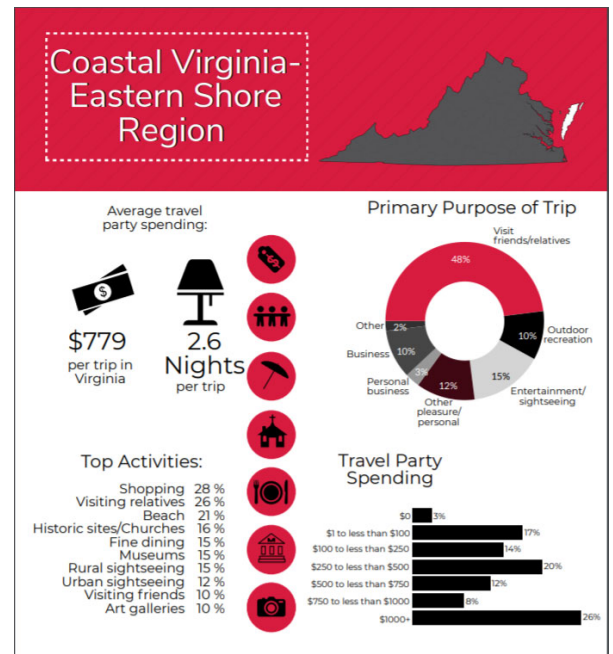 Coastal Virginia-
Eastern Shore
Region
Average travel
party spending:
$
$779
per trip in
Virginia
2.6
Nights
per trip
$
Primary Purpose of Trip
Visit
friends/relatives
48%
Outdoor
recreation
10%
Entertainment/
sightseeing
15%
Other
pleasure/
personal
12%
Personal
business
3%
Business
10%
Other
2%
Top Activities:
Shopping 28 %
Visiting relatives 26 %
Beach 21 %
Historic sites/Churches 16 %
Fine dining 15 %
Museums 15 %
Rural sightseeing 15 %
Urban sightseeing 12 %
Visiting friends 10 %
Art galleries 10 %
Travel Party
Spending
$0 3%
$1 to less than $100 17%
$100 to less than $250 14%
$250 to less than $500 20%
$500 to less than $750 12%
$750 to less than $1000 8%
$1000+ 26%